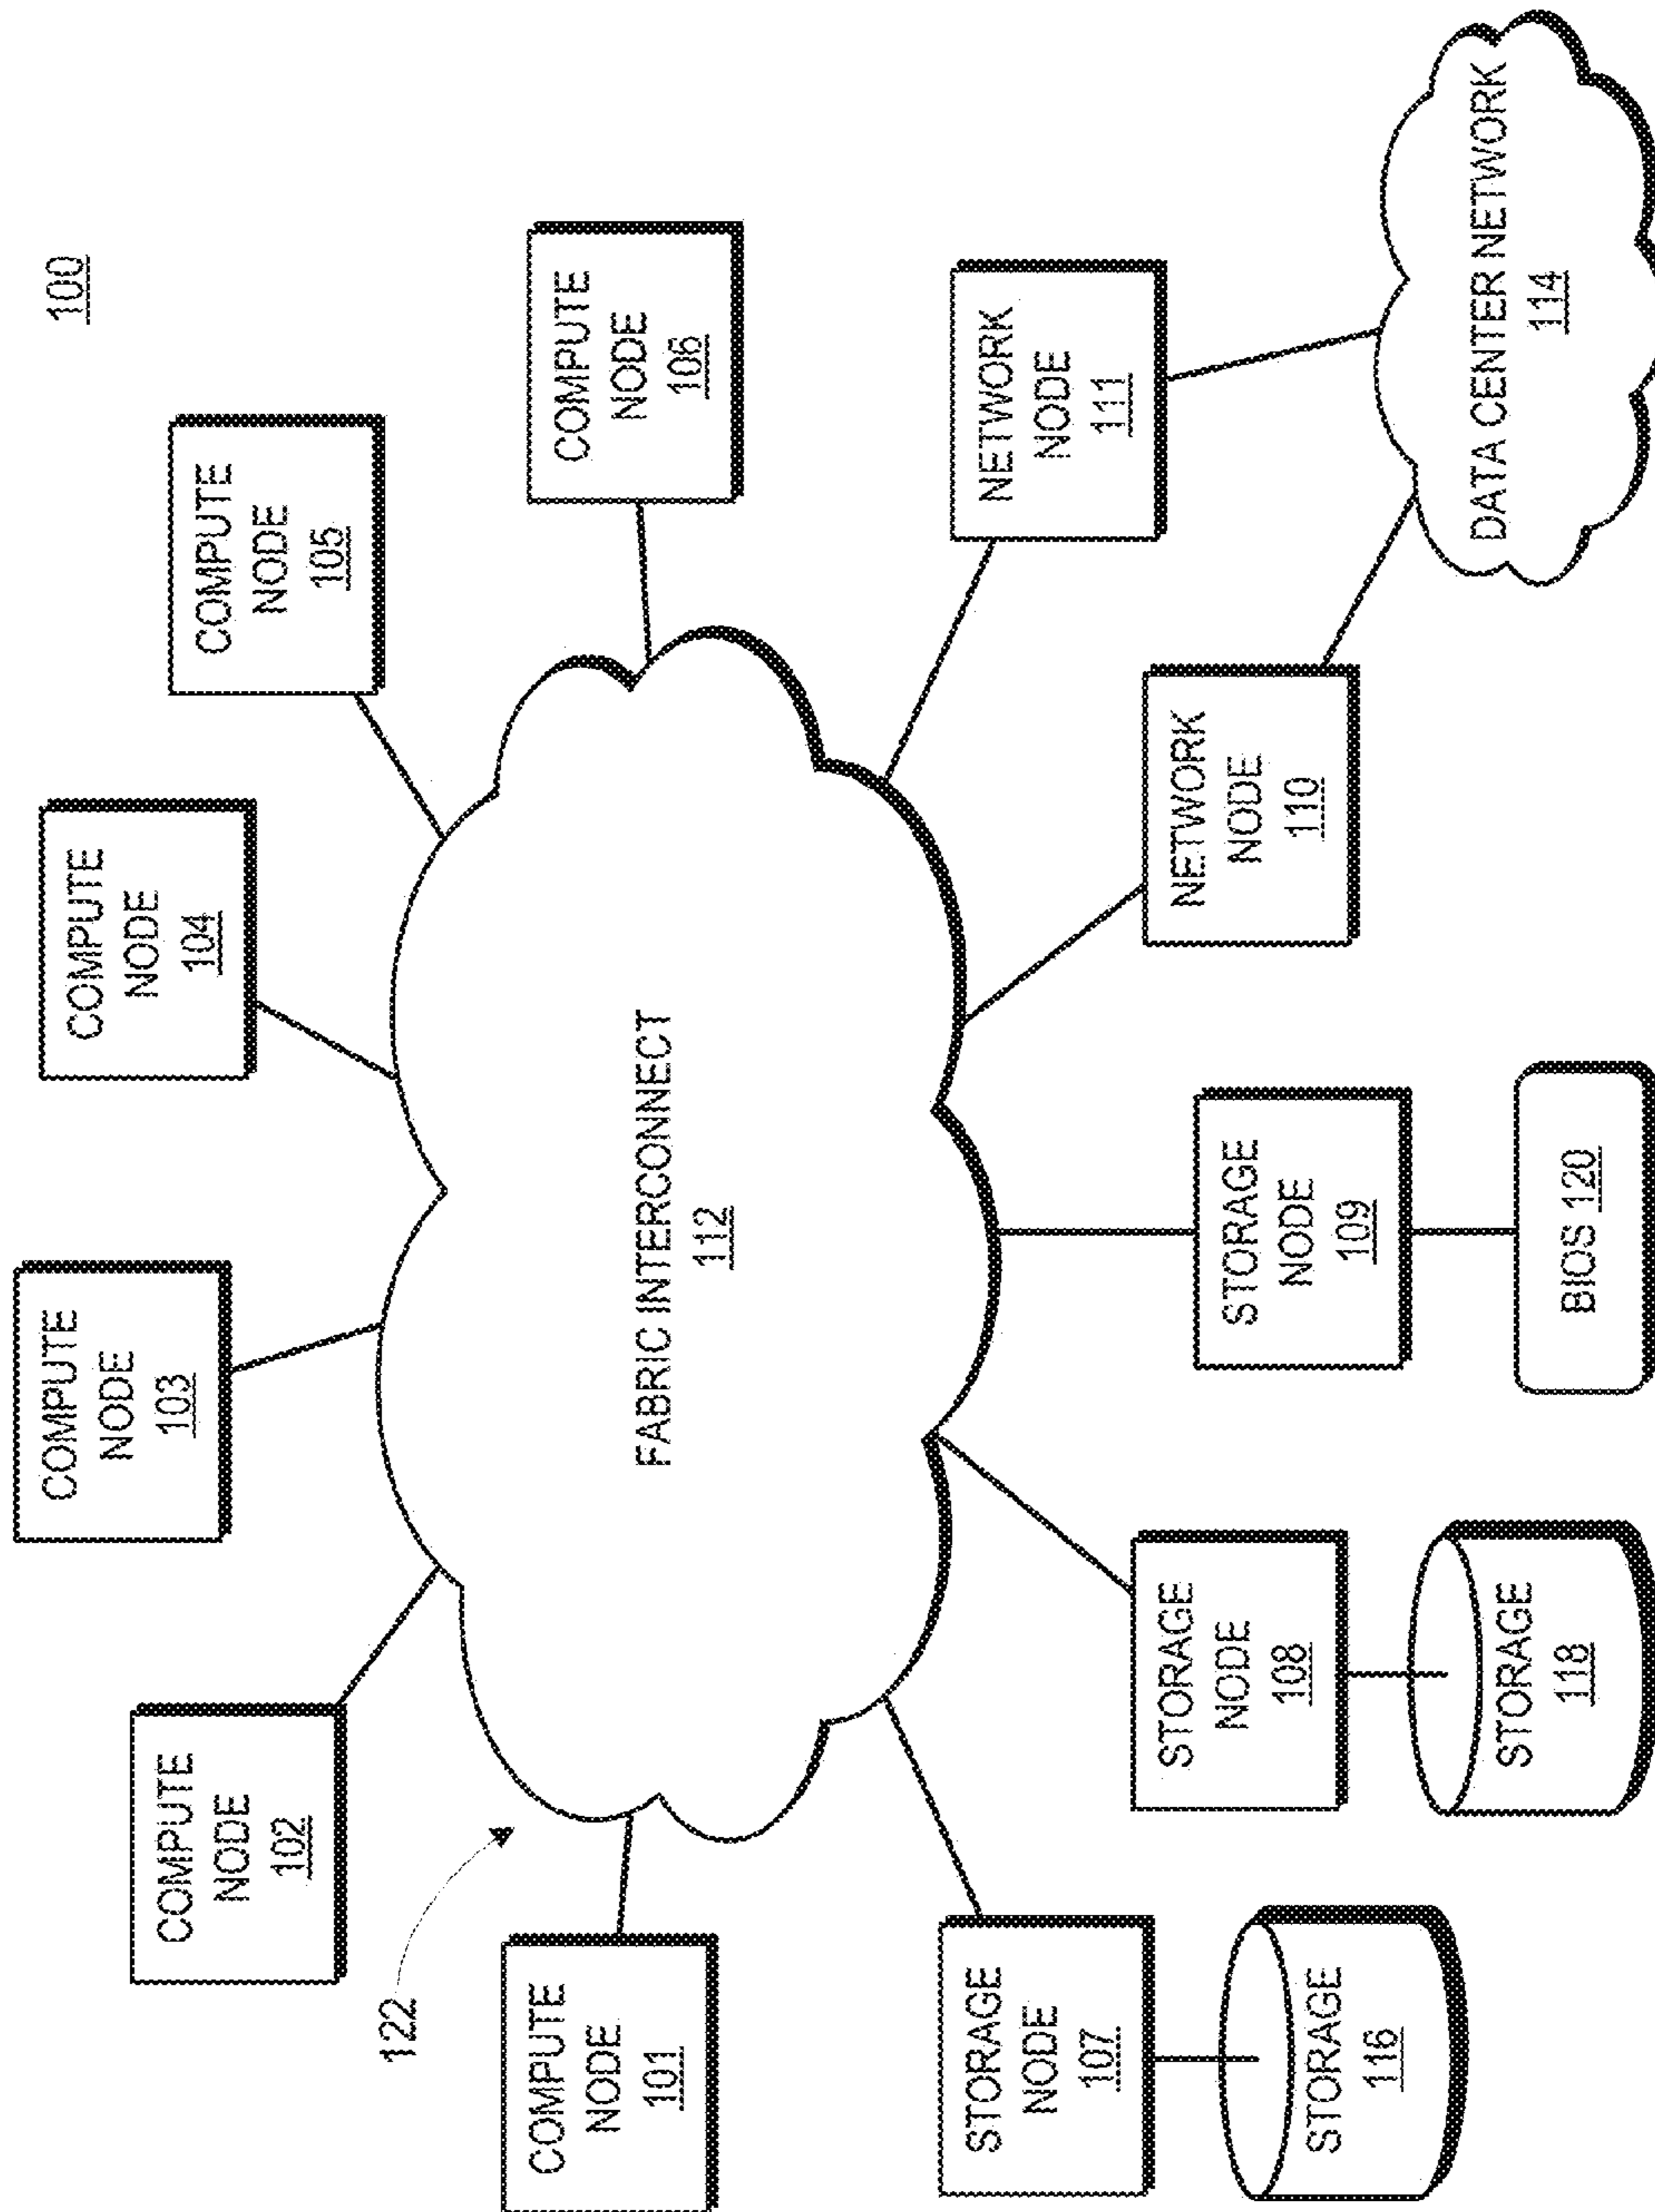 100
COMPUTE
NODE
103
COMPUTE
NODE
104
COMPUTE
NODE
102
COMPUTE
NODE
105
122
COMPUTE
NODE
101
COMPUTE
NODE
106
FABRIC INTERCONNECT
112
STORAGE
NODE
107
STORAGE
NODE
108
STORAGE
NODE
109
NETWORK
NODE
110
NETWORK
NODE
111
STORAGE
116
STORAGE
118
BIOS 120
DATA CENTER NETWORK
114